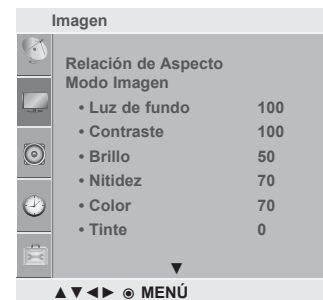 Imagen
Relación de Aspecto
Modo Imagen
• Luz de fundo 100
• Contraste 100
• Brillo 50
• Nitidez 70
• Color 70
• Tinte 0
▼
▲▼◄► ◉ MENÚ